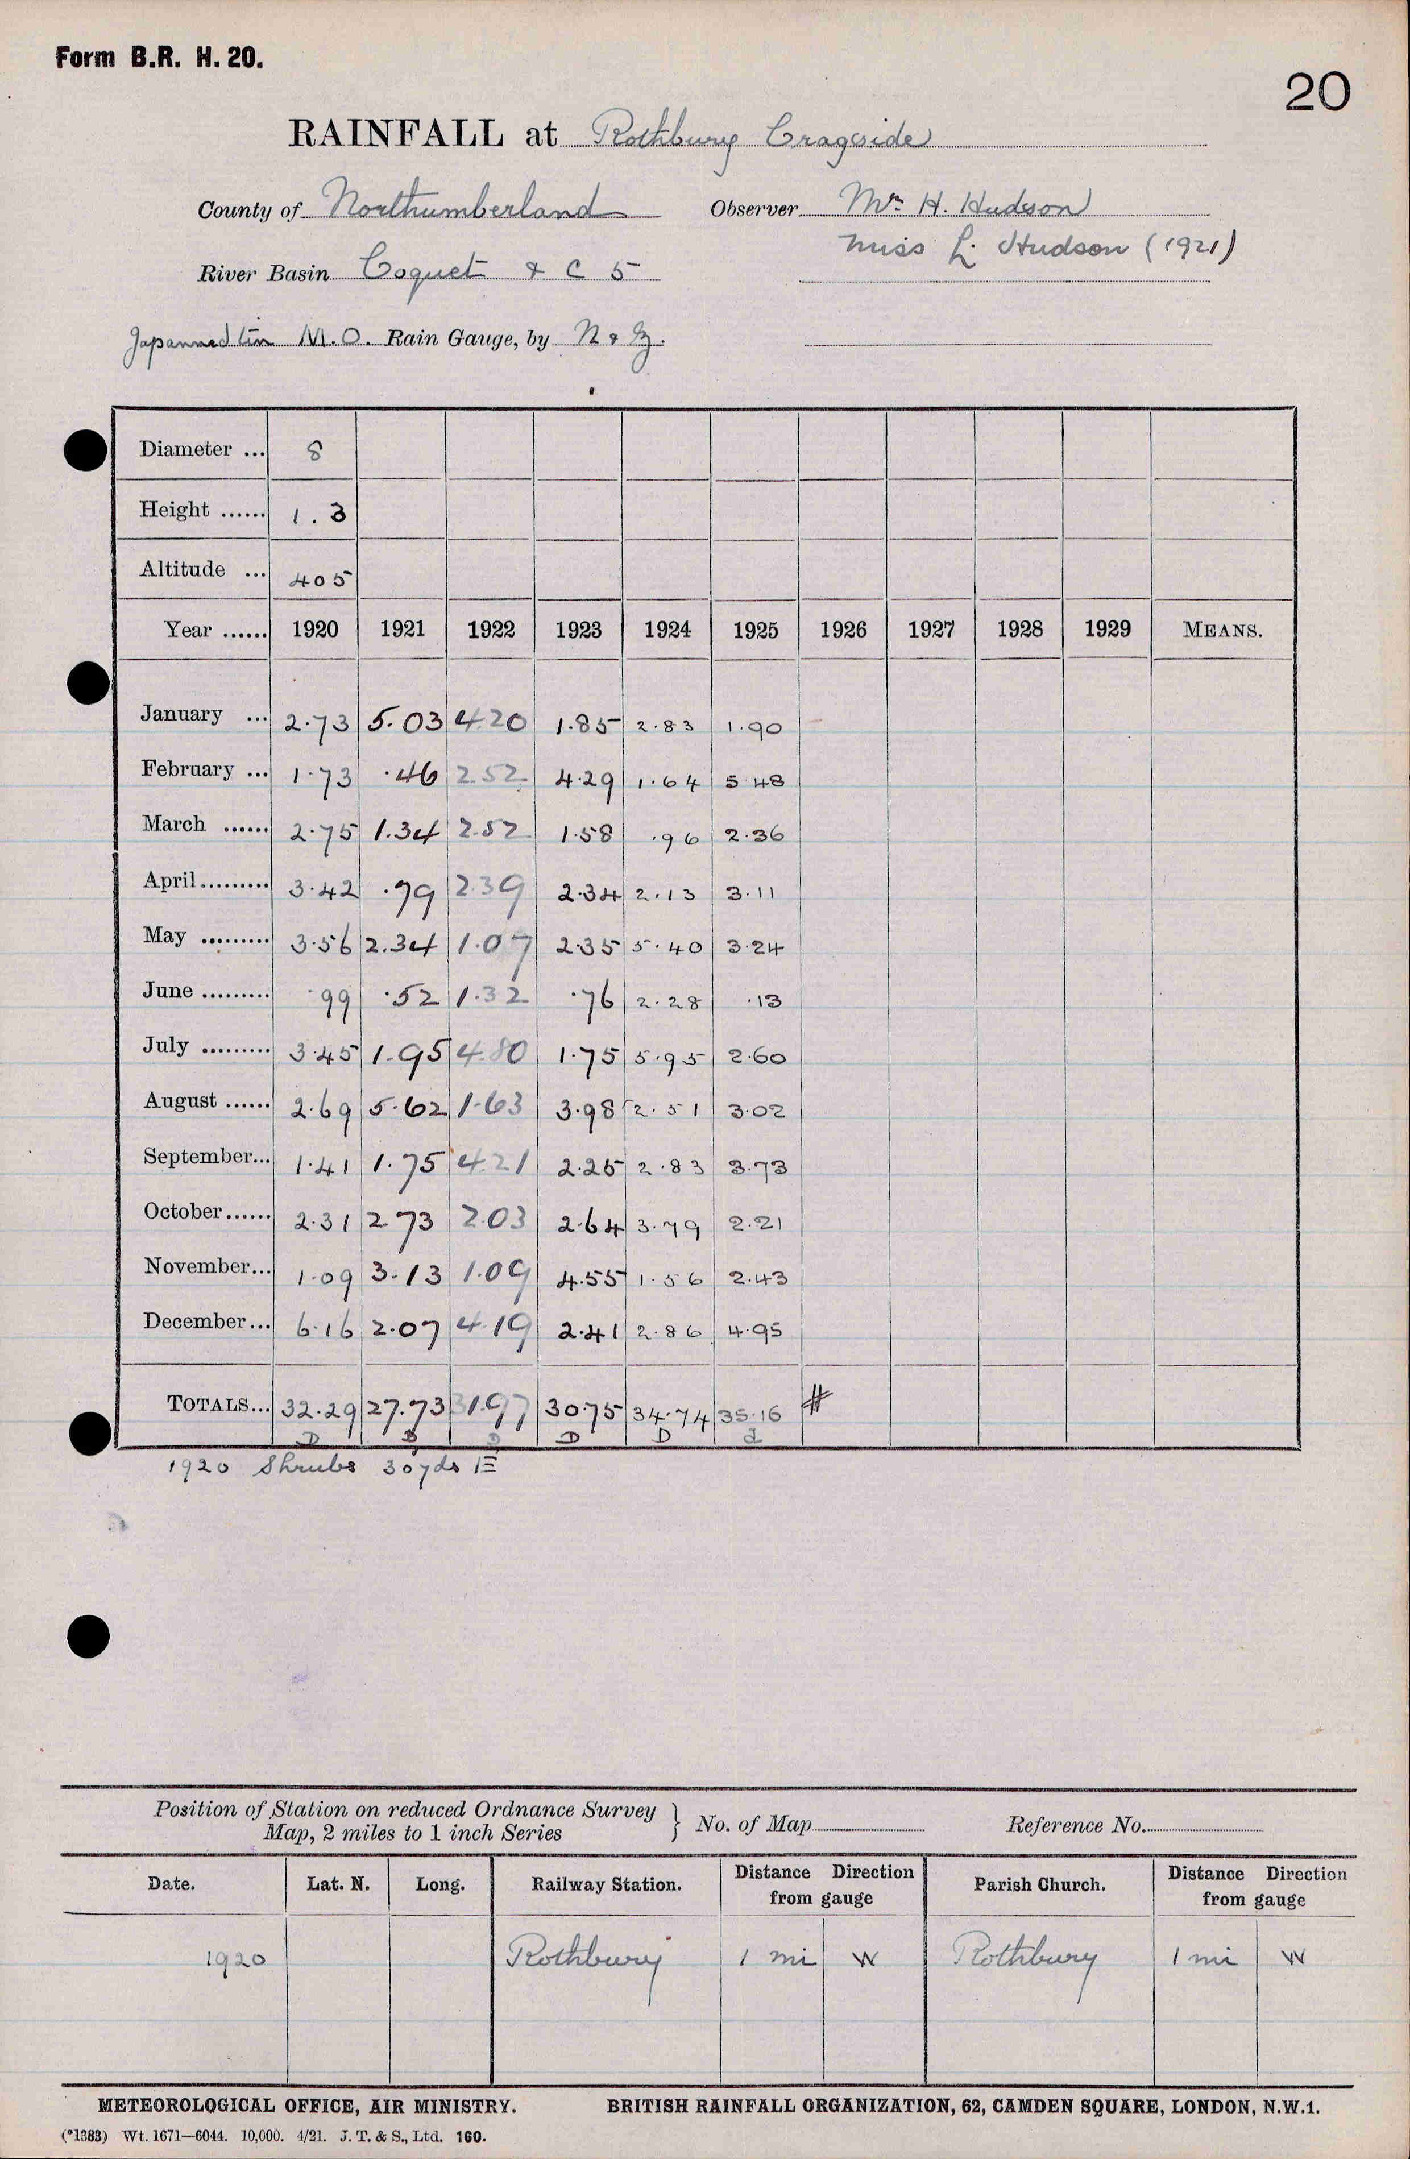 Form B.R. H. 20.
20
RAINFALL at Rothbury Cragside
County of Northumberland Observer Mr. H. Hudson
Miss L. Hudson (1921)
River Basin Coquet & C 5
Japanned tin M.O. Rain Gauge, by N & Z.
Diameter ... 8
Height ...... 1.3
Altitude ... 405
Year ...... 1920 1921 1922 1923 1924 1925 1926 1927 1928 1929 MEANS.
January ... 2.73 5.03 4.20 1.85 2.83 1.90
February ... 1.73 .46 2.52 4.29 1.64 5.48
March ...... 2.75 1.34 2.52 1.58 .96 2.36
April......... 3.42 .79 2.39 2.34 2.13 3.11
May ......... 3.56 2.34 1.07 2.35 5.40 3.24
June ......... .99 .52 1.32 .76 2.28 .13
July ......... 3.45 1.95 4.80 1.75 5.95 2.60
August ...... 2.69 5.62 1.63 3.98 2.51 3.02
September... 1.41 1.75 4.21 2.25 2.83 3.73
October...... 2.31 2.73 2.03 2.64 3.79 2.21
November... 1.09 3.13 1.09 4.55 1.56 2.43
December... 6.16 2.07 4.19 2.41 2.86 4.95
TOTALS... 32.29 27.73 31.97 30.75 34.74 35.16 #
D D D D D d
1920 Shrubs 30yds E
Position of Station on reduced Ordnance Survey
Map, 2 miles to 1 inch Series } No. of Map Reference No.
Date. Lat. N. Long. Railway Station. Distance Direction from gauge Parish Church. Distance Direction from gauge
1920 Rothbury 1 mi W Rothbury 1 mi W
METEOROLOGICAL OFFICE, AIR MINISTRY. BRITISH RAINFALL ORGANIZATION, 62, CAMDEN SQUARE, LONDON, N.W.1.
(*1383) Wt. 1671—6044. 10,000. 4/21. J. T. & S., Ltd. 160.